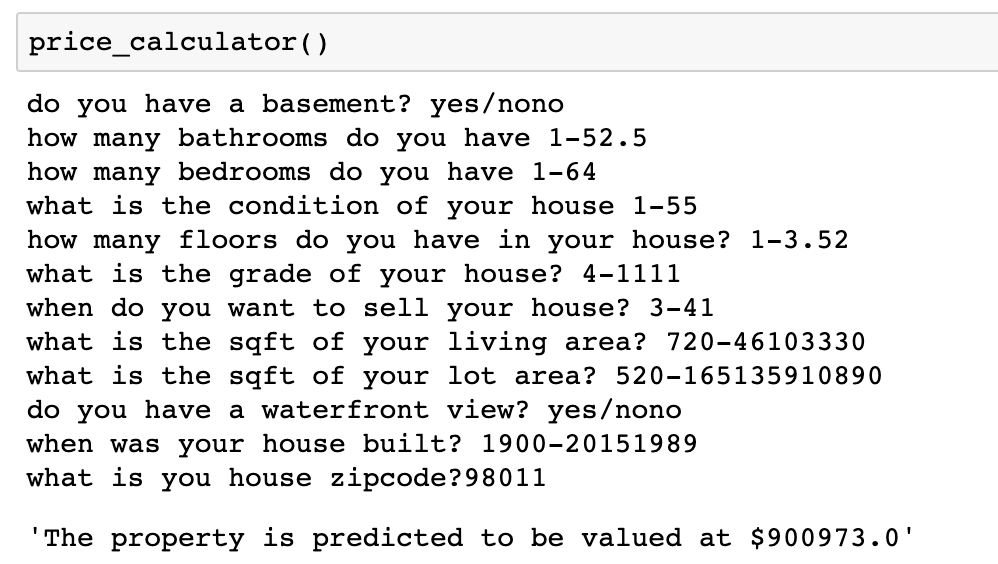 price_calculator()
do you have a basement? yes/nono
how many bathrooms do you have 1-52.5
how many bedrooms do you have 1-64
what is the condition of your house 1-55
how many floors do you have in your house? 1-3.52
what is the grade of your house? 4-1111
when do you want to sell your house? 3-41
what is the sqft of your living area? 720-46103330
what is the sqft of your lot area? 520-165135910890
do you have a waterfront view? yes/nono
when was your house built? 1900-20151989
what is you house zipcode?98011
'The property is predicted to be valued at $900973.0'